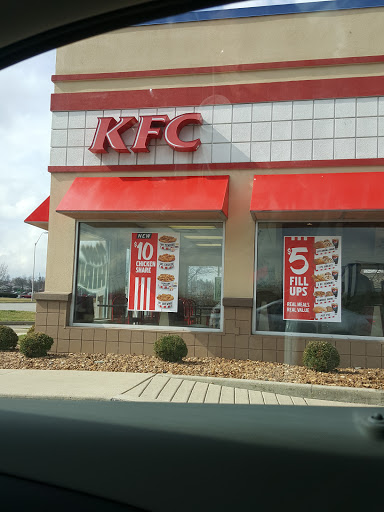 KFC
NEW
$10
CHICKEN
SHARE
$5
FILL
UPS
REAL MEALS
REAL VALUE